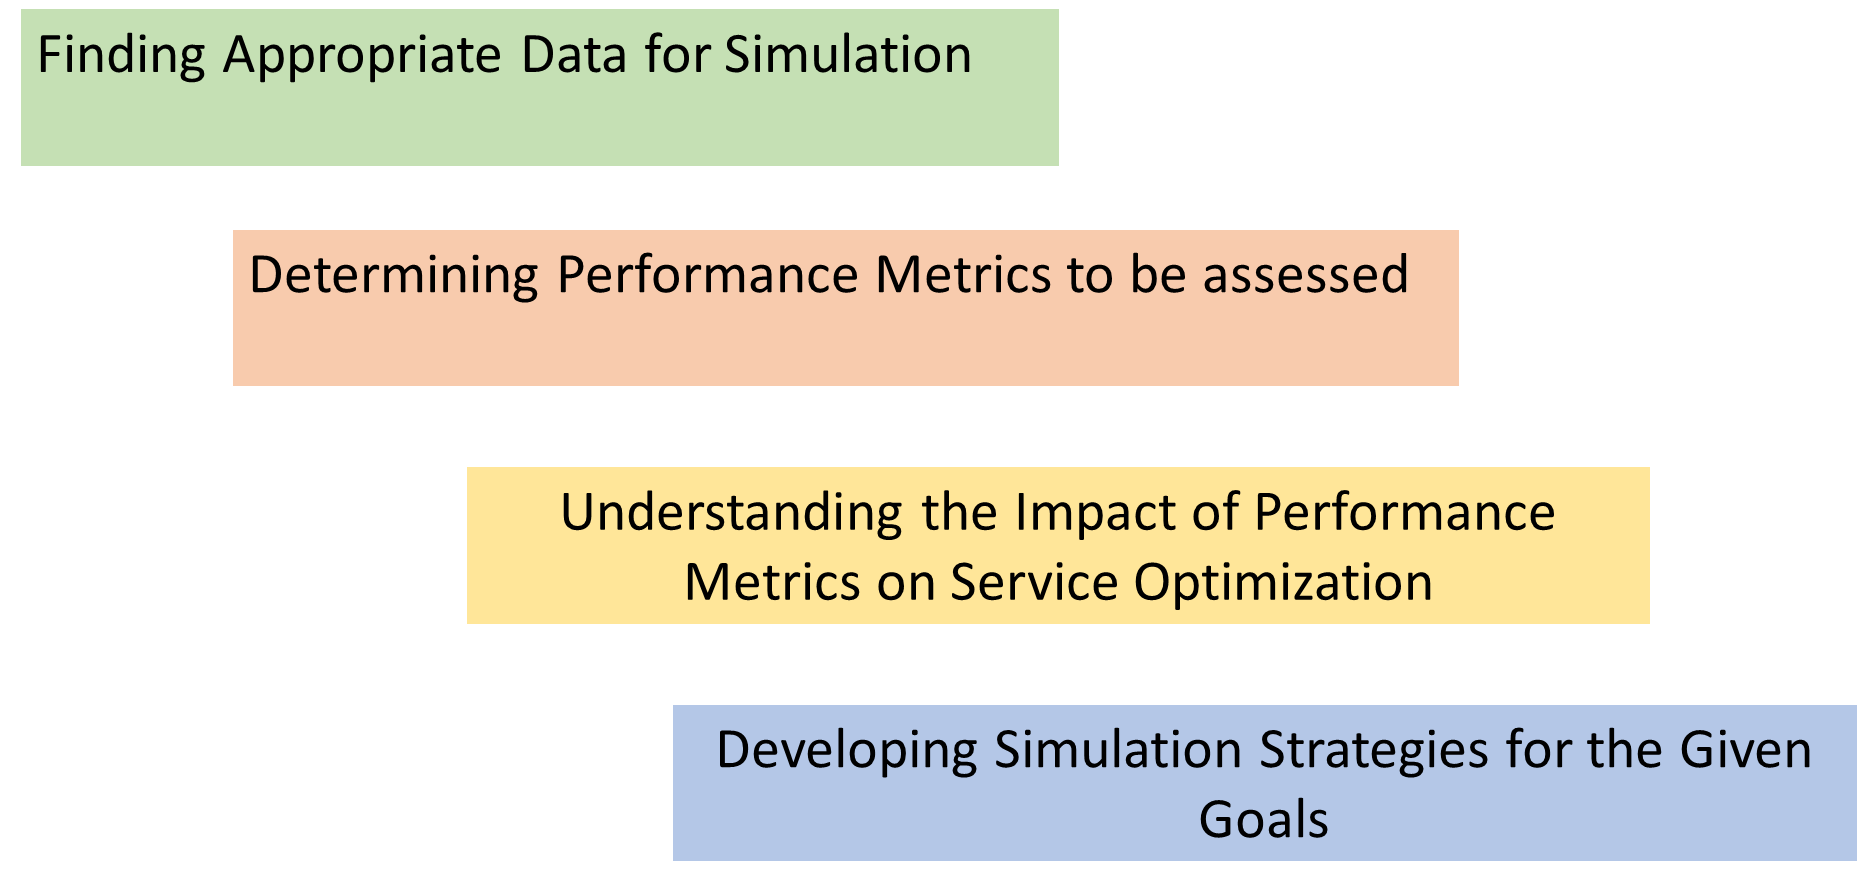 Finding Appropriate Data for Simulation
Determining Performance Metrics to be assessed
Understanding the Impact of Performance
Metrics on Service Optimization
Developing Simulation Strategies for the Given
Goals